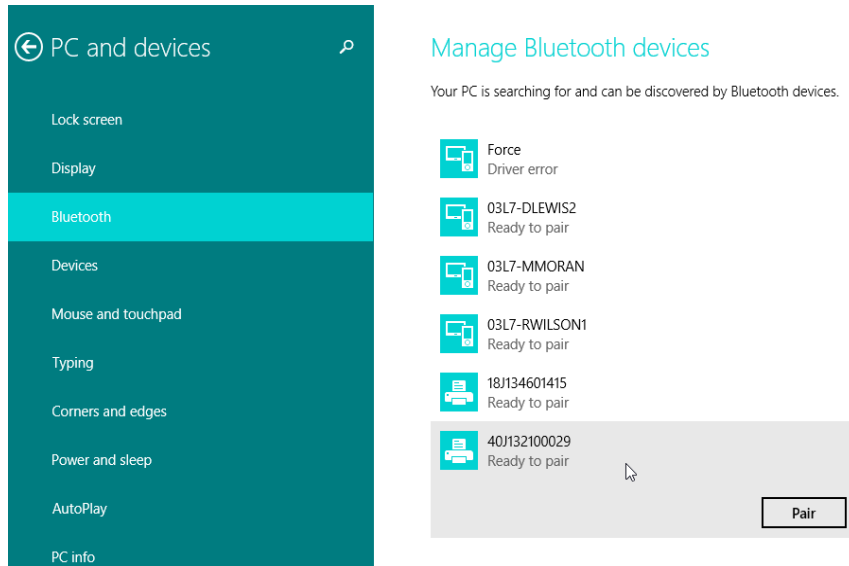 PC and devices
Lock screen
Display
Bluetooth
Devices
Mouse and touchpad
Typing
Corners and edges
Power and sleep
AutoPlay
PC info
Manage Bluetooth devices
Your PC is searching for and can be discovered by Bluetooth devices.
Force
Driver error
03L7-DLEWIS2
Ready to pair
03L7-MMORAN
Ready to pair
03L7-RWILSON1
Ready to pair
18J134601415
Ready to pair
40J132100029
Ready to pair
Pair